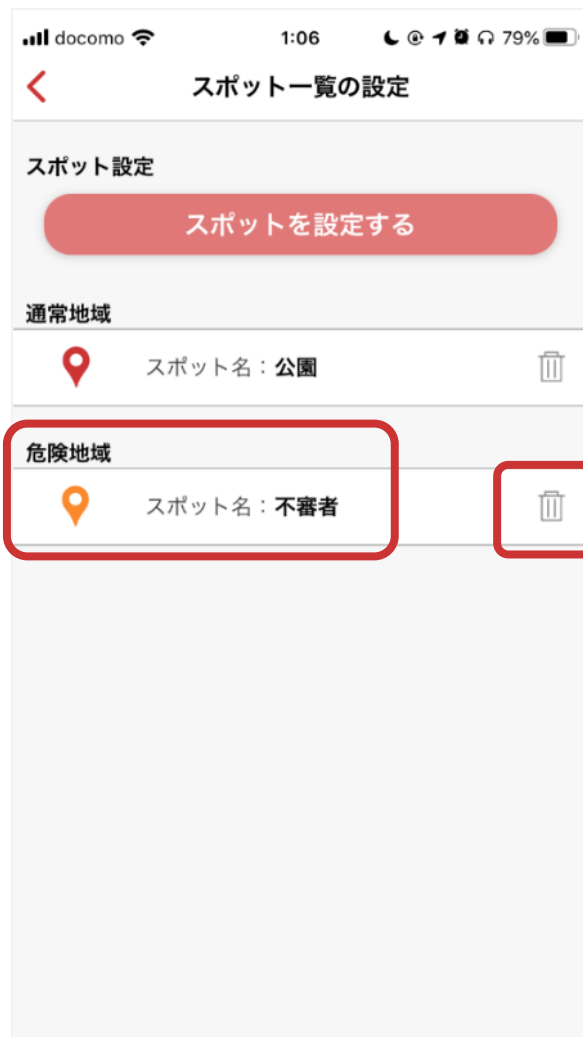 docomo 1:06 79%
スポット一覧の設定
スポット設定
スポットを設定する
通常地域
スポット名：公園
危険地域
スポット名：不審者